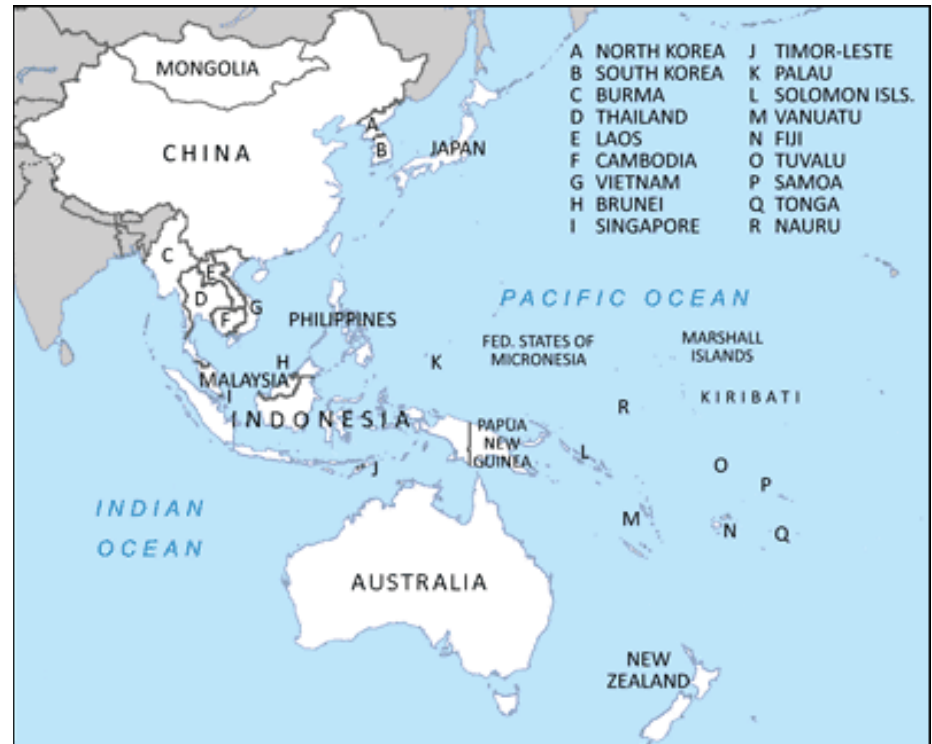 A NORTH KOREA
B SOUTH KOREA
C BURMA
D THAILAND
E LAOS
F CAMBODIA
G VIETNAM
H BRUNEI
I SINGAPORE
J TIMOR-LESTE
K PALAU
L SOLOMON ISLS.
M VANUATU
N FIJI
O TUVALU
P SAMOA
Q TONGA
R NAURU
MONGOLIA
CHINA
A
B
JAPAN
C
E
D
G
F
PHILIPPINES
PACIFIC OCEAN
FED. STATES OF
MICRONESIA
MARSHALL
ISLANDS
H
K
MALAYSIA
I
KIRIBATI
R
INDONESIA
PAPUA
NEW
GUINEA
L
J
O
P
INDIAN
OCEAN
M
N
Q
AUSTRALIA
NEW
ZEALAND